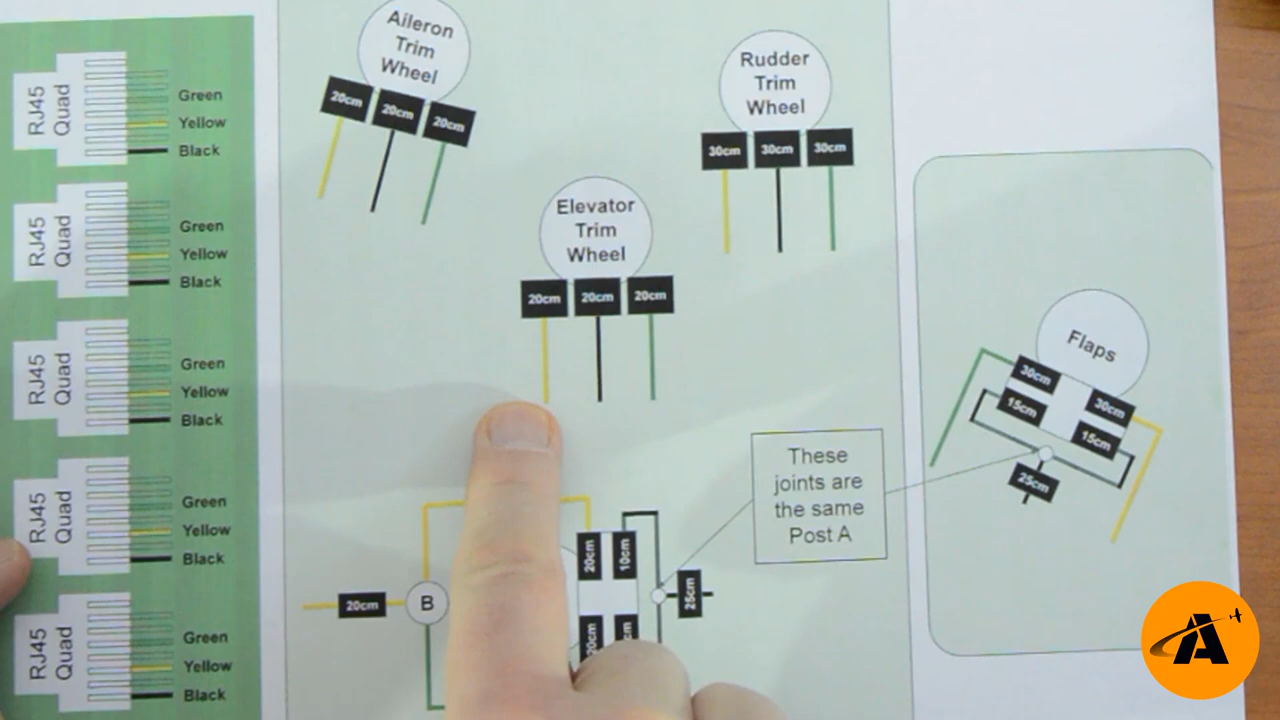 RJ45
Quad
Green
Yellow
Black
RJ45
Quad
Green
Yellow
Black
RJ45
Quad
Green
Yellow
Black
RJ45
Quad
Green
Yellow
Black
RJ45
Quad
Green
Yellow
Black
Aileron
Trim
Wheel
20cm
20cm
20cm
Elevator
Trim
Wheel
20cm
20cm
20cm
Rudder
Trim
Wheel
30cm
30cm
30cm
20cm
B
20cm
10cm
25cm
These
joints are
the same
Post A
Flaps
30cm
15cm
30cm
15cm
25cm
A